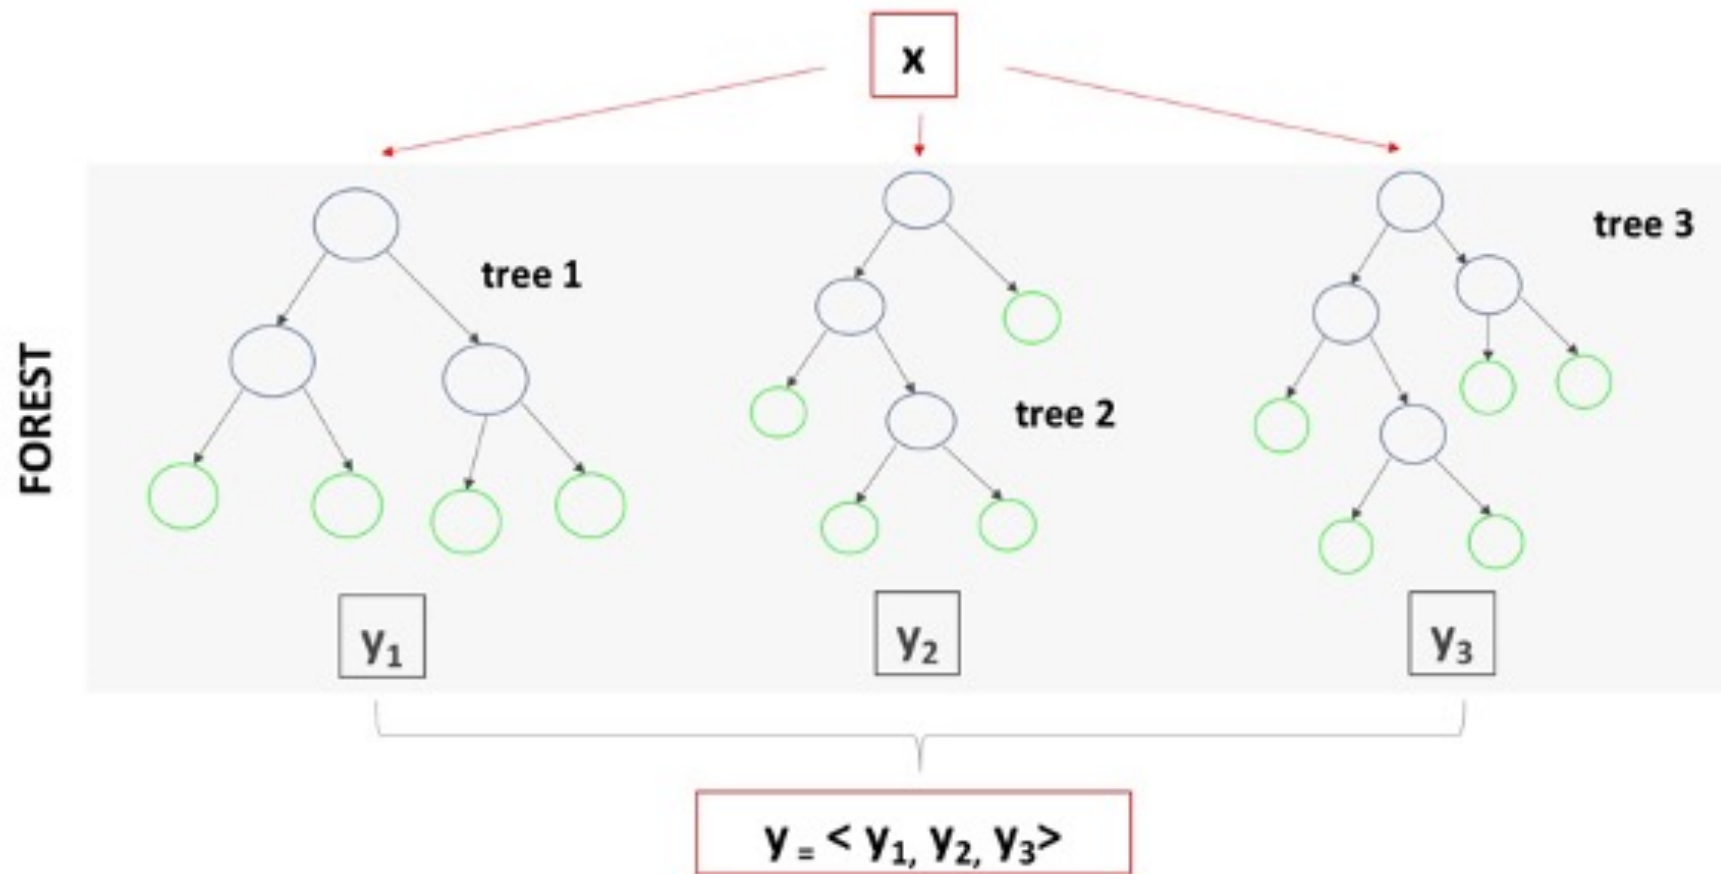 x
tree 1
tree 2
tree 3
FOREST
y₁
y₂
y₃
y = < y₁, y₂, y₃>